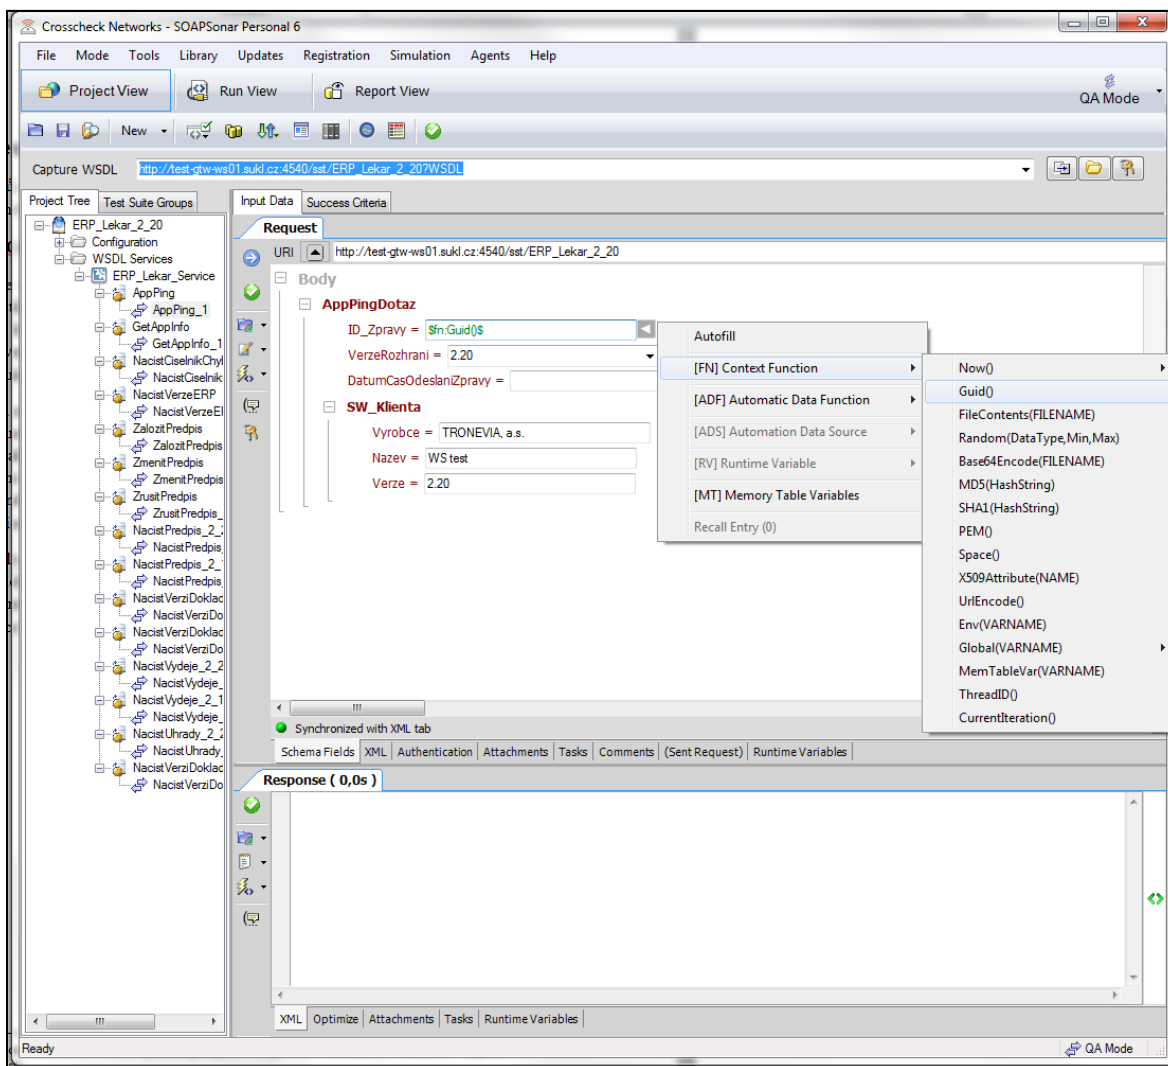 Crosscheck Networks - SOAPSonar Personal 6
File Mode Tools Library Updates Registration Simulation Agents Help
Project View Run View Report View QA Mode
New
Capture WSDL http://test-gtw-ws01.sukl.cz:4540/sst/ERP_Lekar_2_20?WSDL
Project Tree Test Suite Groups
ERP_Lekar_2_20
Configuration
WSDL Services
ERP_Lekar_Service
AppPing
AppPing_1
GetAppInfo
GetAppInfo_1
NacistCiselnikChyl
NacistCiselnik
NacistVerzeERP
NacistVerzeEl
ZalozitPredpis
ZalozitPredpis
ZmenitPredpis
ZmenitPredpis
ZrusitPredpis
ZrusitPredpis_
NacistPredpis_2_2
NacistPredpis_
NacistPredpis_2_
NacistPredpis_
NacistVerziDoklad
NacistVerziDo
NacistVerziDoklad
NacistVerziDo
NacistVydeje_2_2
NacistVydeje_
NacistVydeje_2_1
NacistVydeje_
NacistUhrady_2_2
NacistUhrady_
NacistVerziDoklad
NacistVerziDo
Input Data Success Criteria
Request
URI http://test-gtw-ws01.sukl.cz:4540/sst/ERP_Lekar_2_20
Body
AppPingDotaz
ID_Zpravy = $fn:Guid()$
VerzeRozhrani = 2.20
DatumCasOdeslaniZpravy =
SW_Klienta
Vyrobce = TRONEVIA, a.s.
Nazev = WS test
Verze = 2.20
Autofill
[FN] Context Function
[ADF] Automatic Data Function
[ADS] Automation Data Source
[RV] Runtime Variable
[MT] Memory Table Variables
Recall Entry (0)
Now()
Guid()
FileContents(FILENAME)
Random(DataType,Min,Max)
Base64Encode(FILENAME)
MD5(HashString)
SHA1(HashString)
PEM()
Space()
X509Attribute(NAME)
UrlEncode()
Env(VARNAME)
Global(VARNAME)
MemTableVar(VARNAME)
ThreadID()
CurrentIteration()
Synchronized with XML tab
Schema Fields XML Authentication Attachments Tasks Comments (Sent Request) Runtime Variables
Response ( 0,0s )
XML Optimize Attachments Tasks Runtime Variables
Ready QA Mode